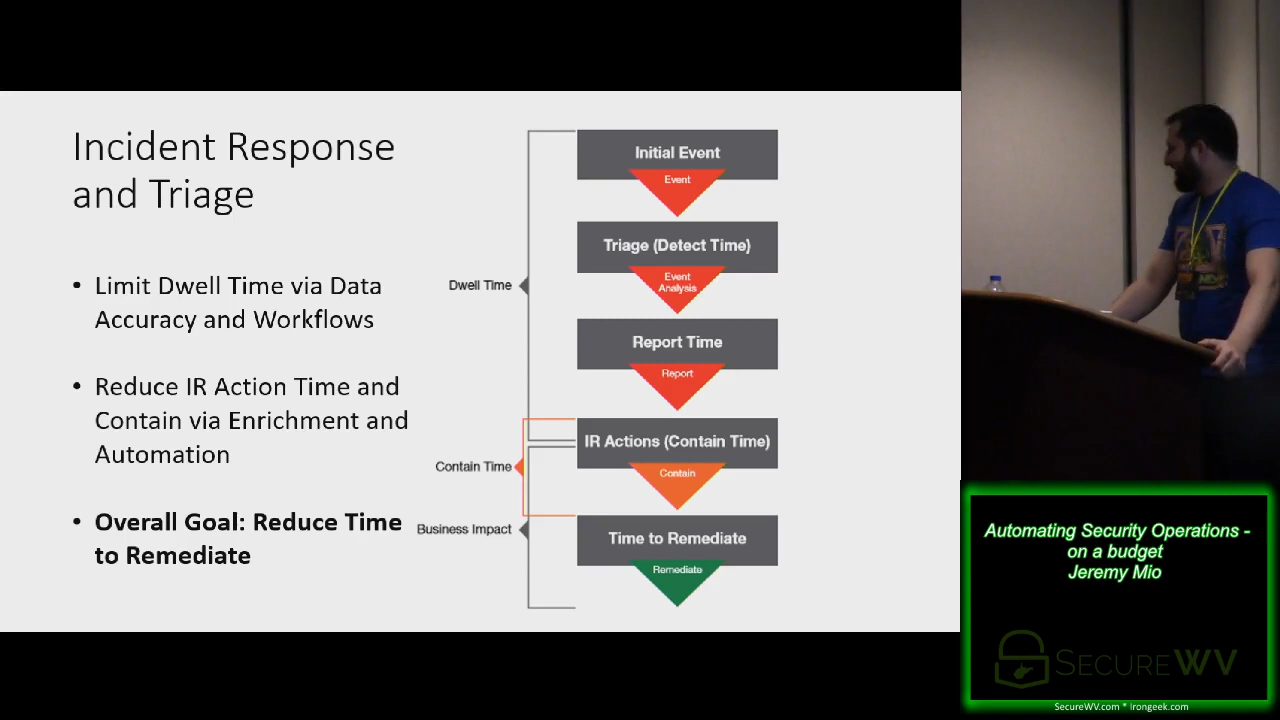 Incident Response
and Triage
• Limit Dwell Time via Data
Accuracy and Workflows
• Reduce IR Action Time and
Contain via Enrichment and
Automation
• Overall Goal: Reduce Time
to Remediate
Initial Event
Event
Triage (Detect Time)
Event
Analysis
Dwell Time
Report Time
Report
IR Actions (Contain Time)
Contain Time
Contain
Business Impact
Time to Remediate
Remediate
Automating Security Operations -
on a budget
Jeremy Mio
SECUREWV
SecureWV.com * Irongeek.com